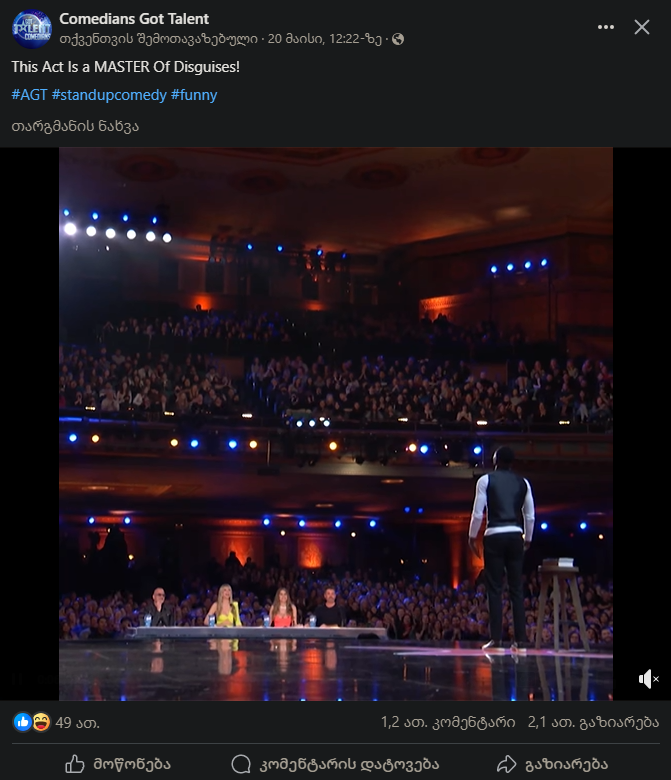 Comedians Got Talent
თქვენთვის შემოთავაზებული · 20 მაისი, 12:22-ზე ·
This Act Is a MASTER Of Disguises!
#AGT #standupcomedy #funny
თარგმანის ნახვა
49 ათ.
1,2 ათ. კომენტარი 2,1 ათ. გაზიარება
მოწონება კომენტარის დატოვება გაზიარება